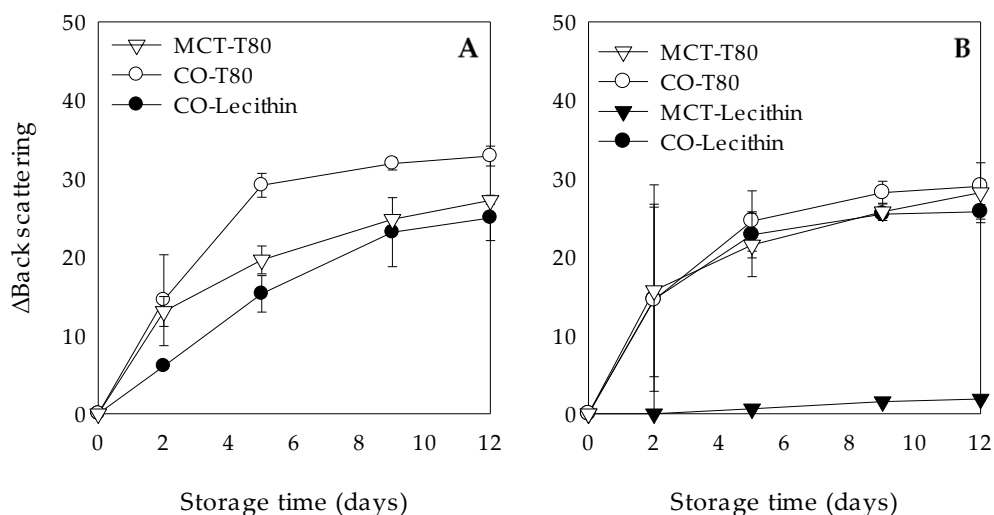 50
40
30
20
10
0
0
2
4
6
8
10
12
ΔBackscattering
Storage time (days)
MCT-T80
CO-T80
CO-Lecithin
A
50
40
30
20
10
0
0
2
4
6
8
10
12
Storage time (days)
MCT-T80
CO-T80
MCT-Lecithin
CO-Lecithin
B